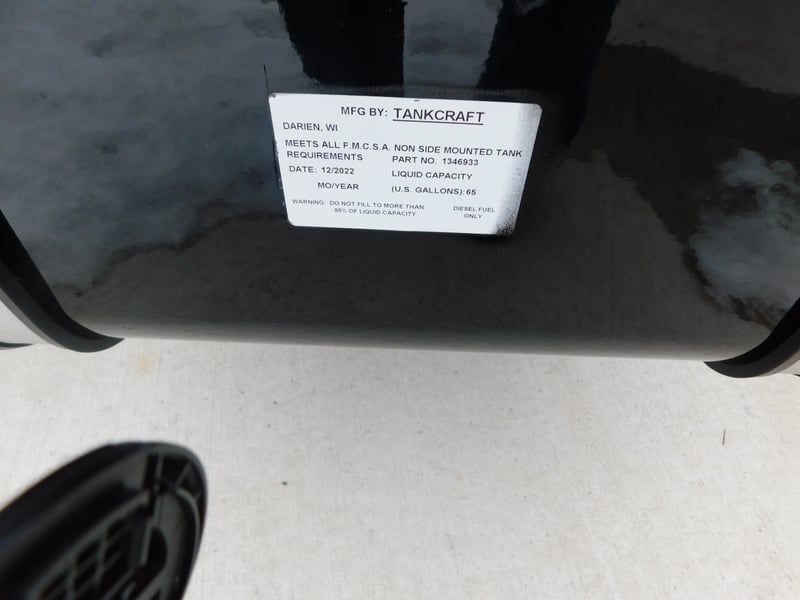 MFG BY: TANKCRAFT
DARIEN, WI
MEETS ALL F.M.C.S.A. NON SIDE MOUNTED TANK
REQUIREMENTS PART NO. 1346933
DATE: 12/2022 LIQUID CAPACITY
MO/YEAR (U.S. GALLONS): 65
WARNING: DO NOT FILL TO MORE THAN DIESEL FUEL
95% OF LIQUID CAPACITY ONLY